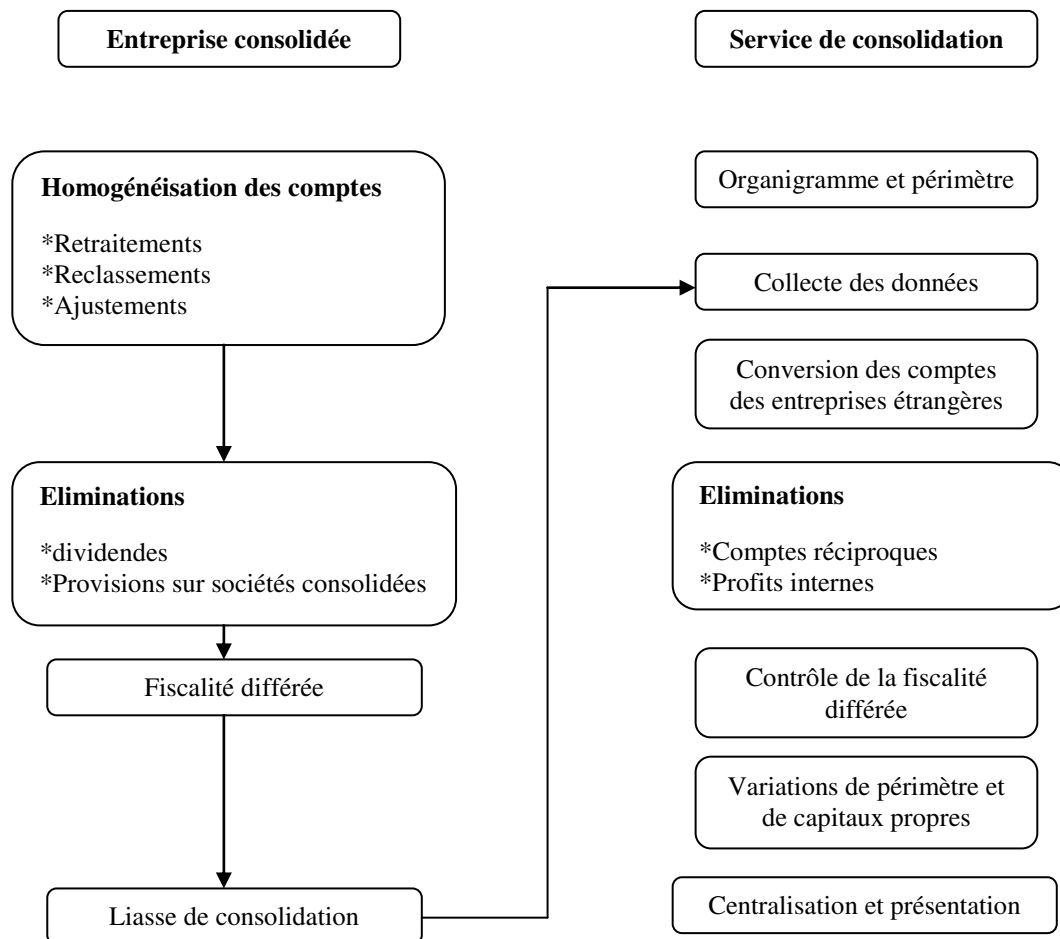 Entreprise consolidée
Service de consolidation
Homogénéisation des comptes
*Retraitements
*Reclassements
*Ajustements
Eliminations
*dividendes
*Provisions sur sociétés consolidées
Fiscalité différée
Liasse de consolidation
Organigramme et périmètre
Collecte des données
Conversion des comptes
des entreprises étrangères
Eliminations
*Comptes réciproques
*Profits internes
Contrôle de la fiscalité
différée
Variations de périmètre et
de capitaux propres
Centralisation et présentation